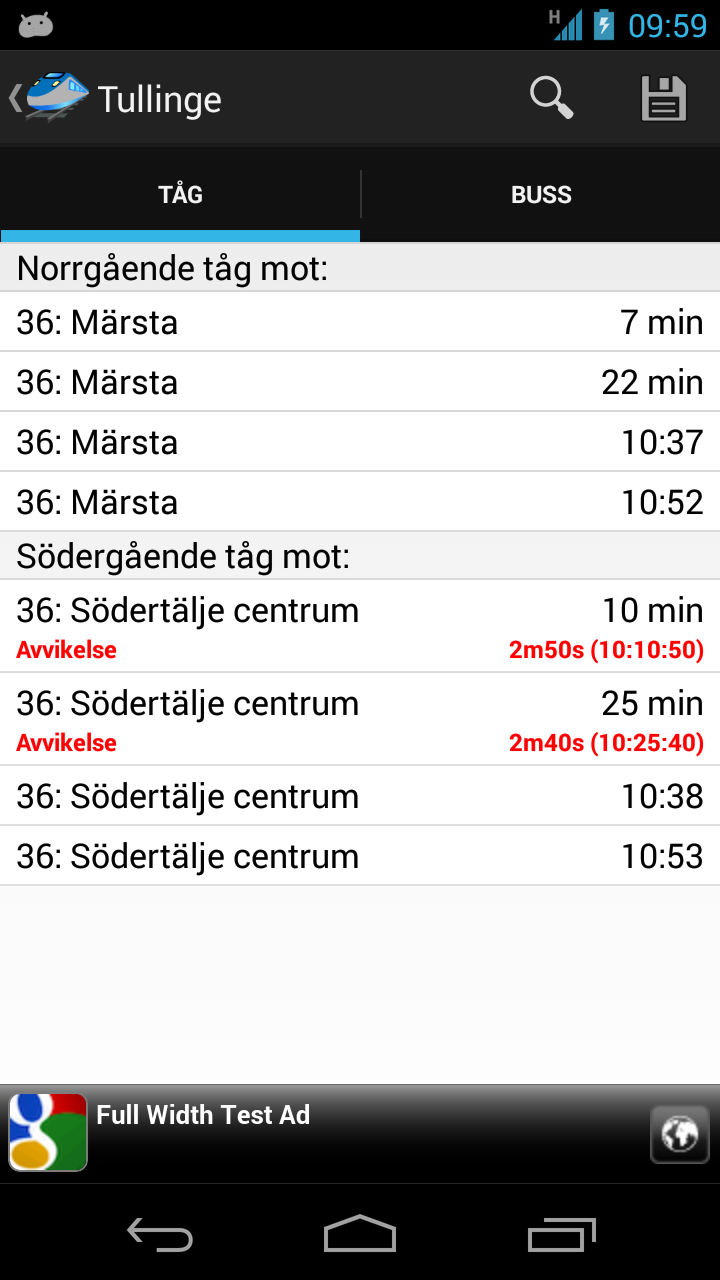 H 09:59
Tullinge
TÅG BUSS
Norrgående tåg mot:
36: Märsta 7 min
36: Märsta 22 min
36: Märsta 10:37
36: Märsta 10:52
Södergående tåg mot:
36: Södertälje centrum 10 min
Avvikelse 2m50s (10:10:50)
36: Södertälje centrum 25 min
Avvikelse 2m40s (10:25:40)
36: Södertälje centrum 10:38
36: Södertälje centrum 10:53
Full Width Test Ad